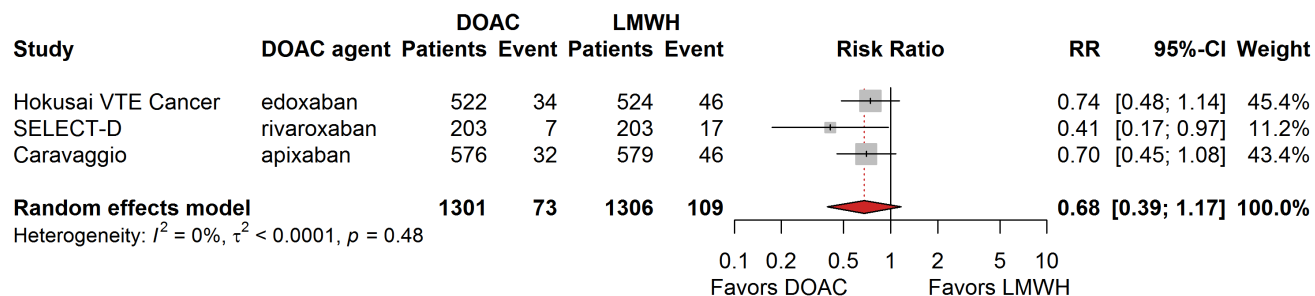 DOAC LMWH
Study DOAC agent Patients Event Patients Event Risk Ratio RR 95%-CI Weight
Hokusai VTE Cancer edoxaban 522 34 524 46 0.74 [0.48; 1.14] 45.4%
SELECT-D rivaroxaban 203 7 203 17 0.41 [0.17; 0.97] 11.2%
Caravaggio apixaban 576 32 579 46 0.70 [0.45; 1.08] 43.4%
Random effects model 1301 73 1306 109 0.68 [0.39; 1.17] 100.0%
Heterogeneity: I² = 0%, τ² < 0.0001, p = 0.48
0.1 0.2 0.5 1 2 5 10
Favors DOAC Favors LMWH